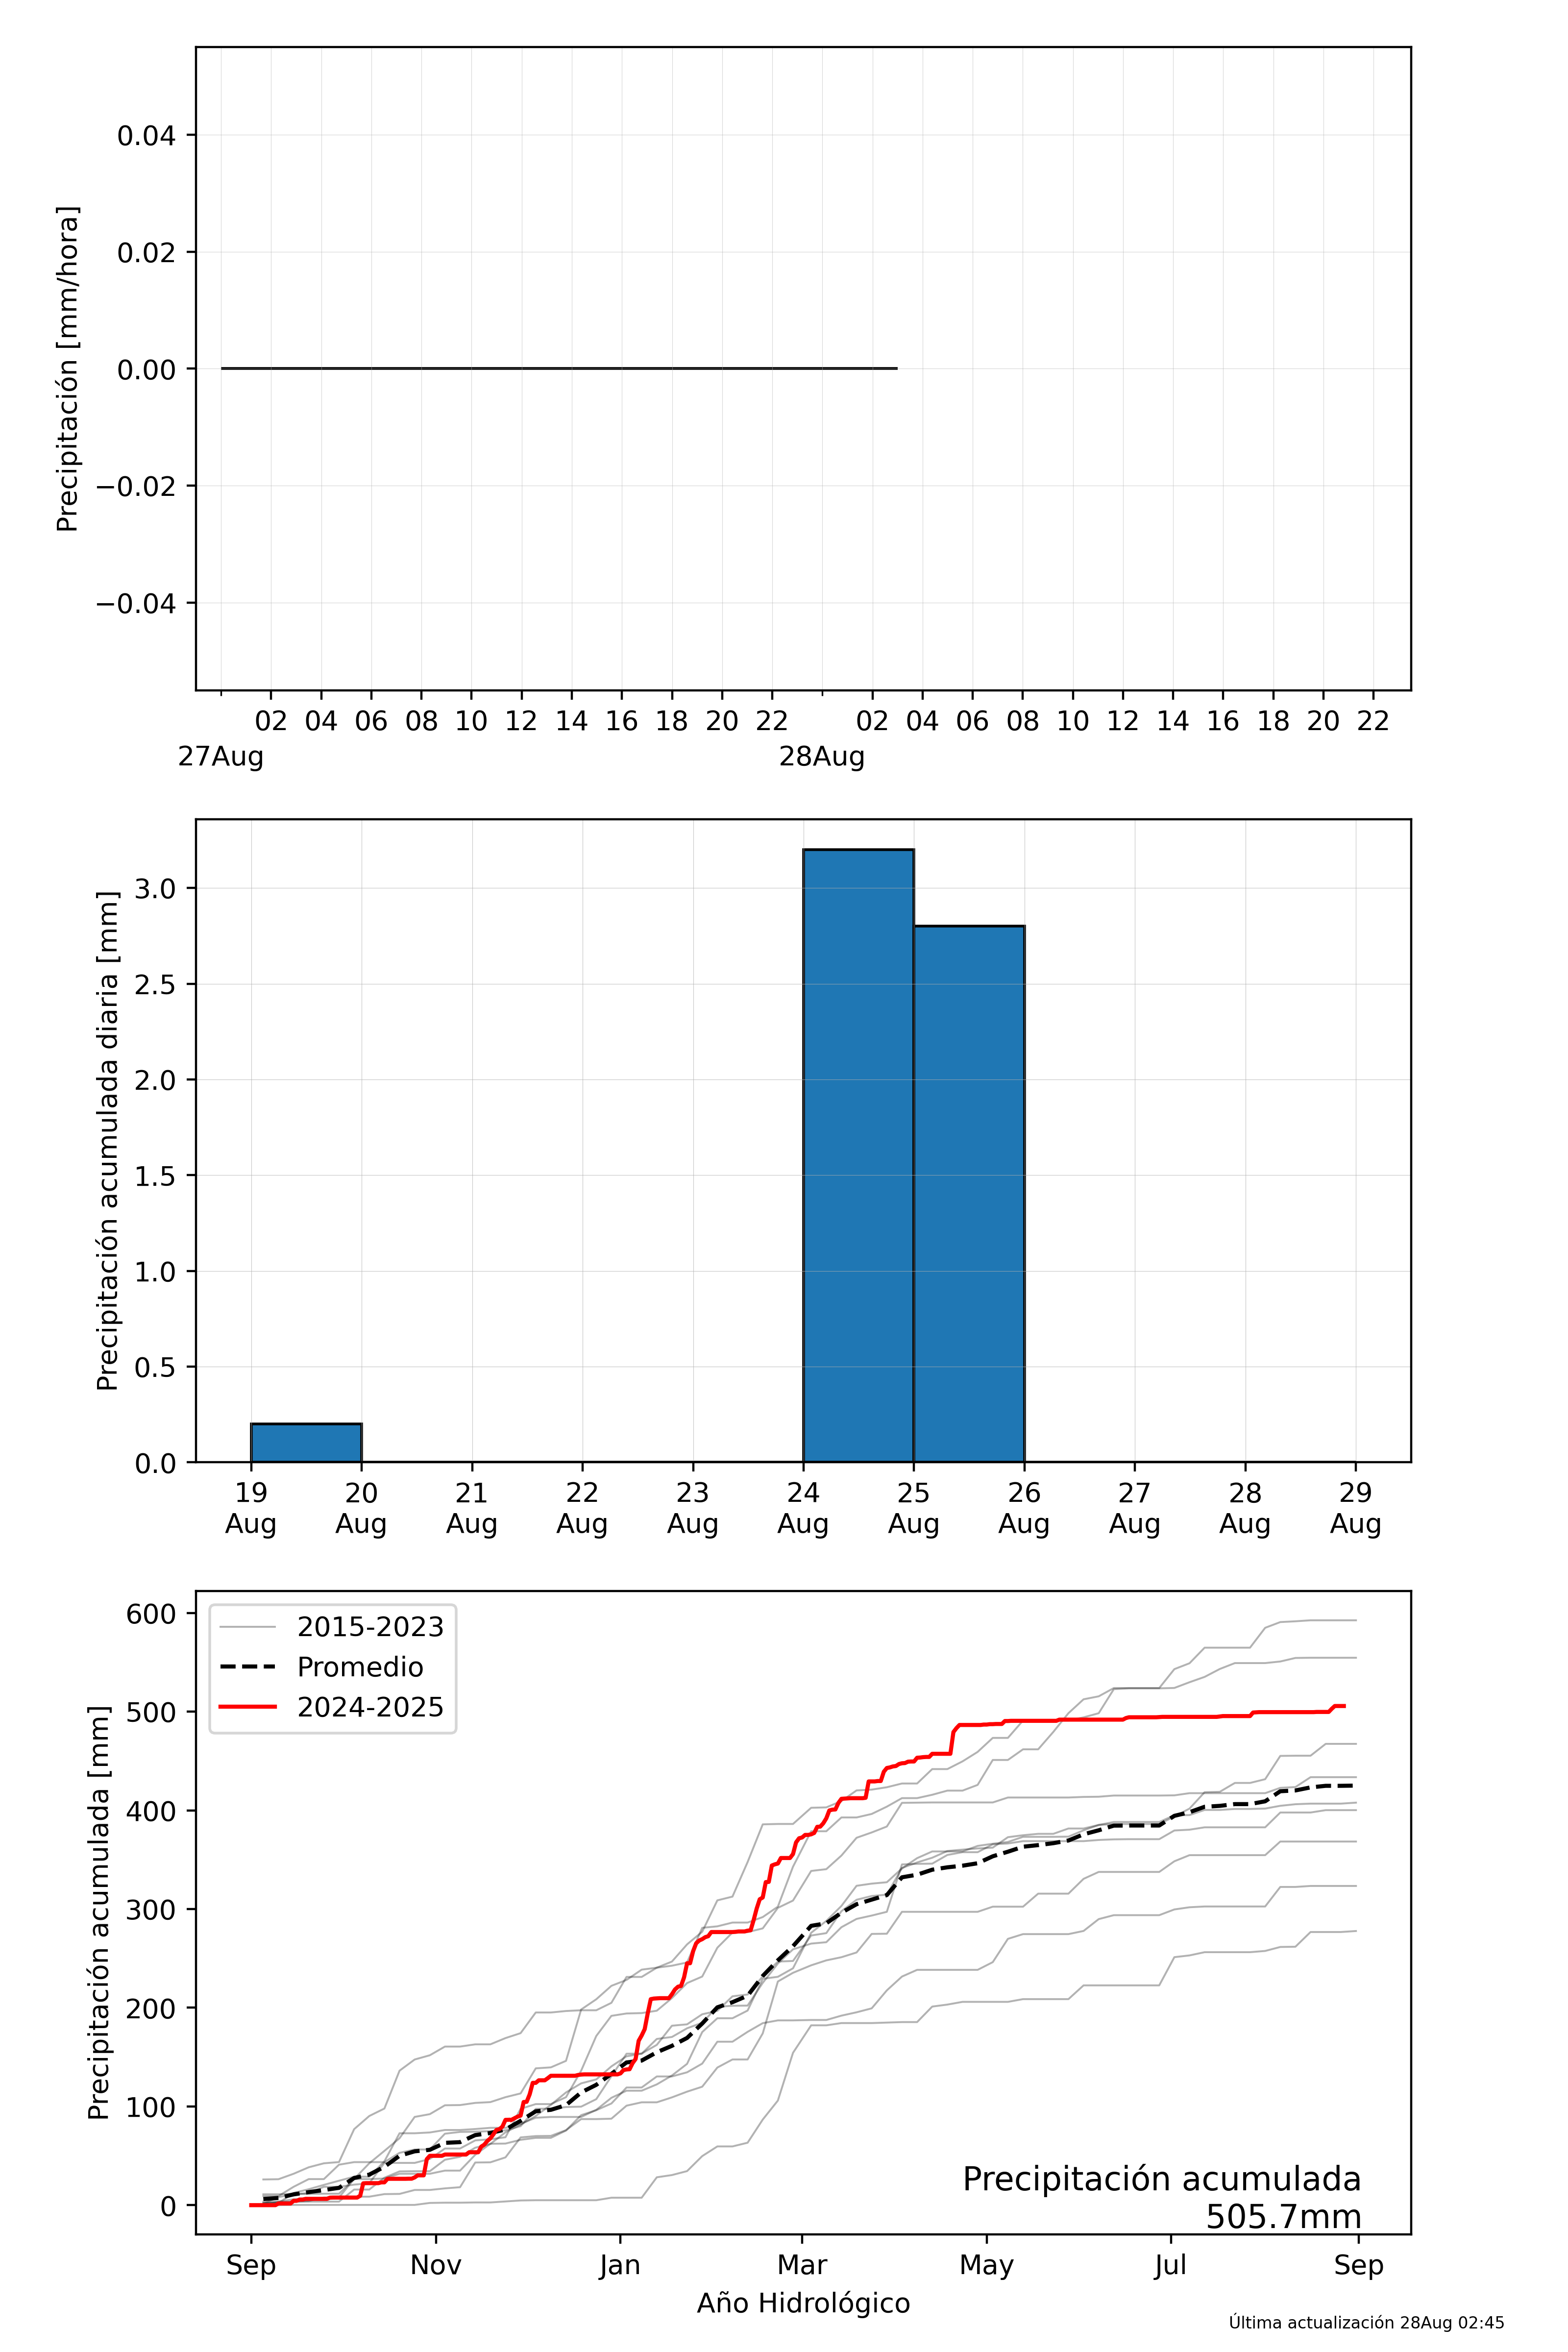 Precipitación [mm/hora]
0.04
0.02
0.00
−0.02
−0.04
02 04 06 08 10 12 14 16 18 20 22 02 04 06 08 10 12 14 16 18 20 22
27Aug 28Aug
Precipitación acumulada diaria [mm]
3.0
2.5
2.0
1.5
1.0
0.5
0.0
19 20 21 22 23 24 25 26 27 28 29
Aug Aug Aug Aug Aug Aug Aug Aug Aug Aug Aug
Precipitación acumulada [mm]
600
500
400
300
200
100
0
2015-2023
Promedio
2024-2025
Precipitación acumulada
505.7mm
Sep Nov Jan Mar May Jul Sep
Año Hidrológico
Última actualización 28Aug 02:45